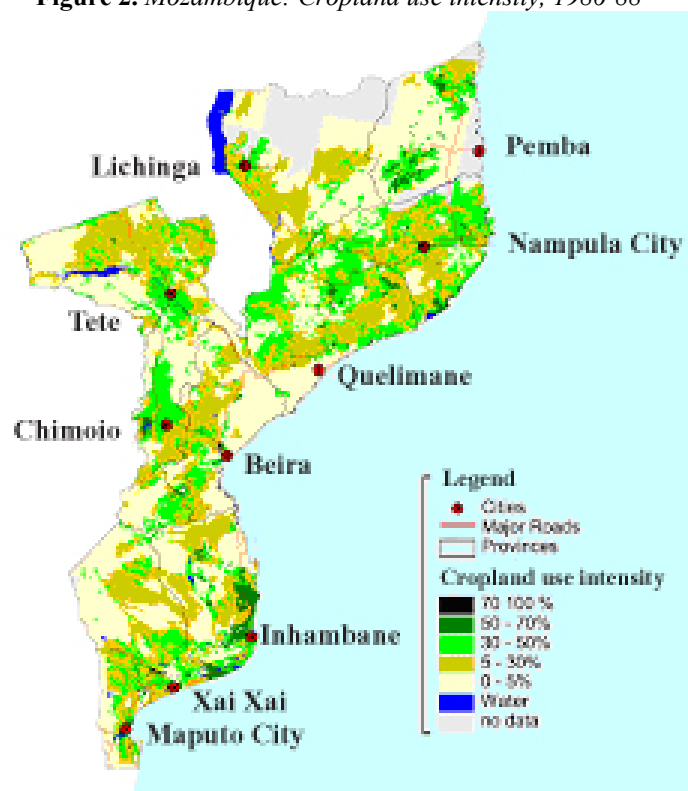 Figure 2. Mozambique: Cropland use intensity, 1980-88
Pemba
Lichinga
Nampula City
Tete
Quelimane
Chimoio
Beira
Legend
Cities
Major Roads
Provinces
Cropland use intensity
70 100 %
50 - 70%
30 - 50%
5 - 30%
0 - 5%
Water
no data
Inhambane
Xai Xai
Maputo City